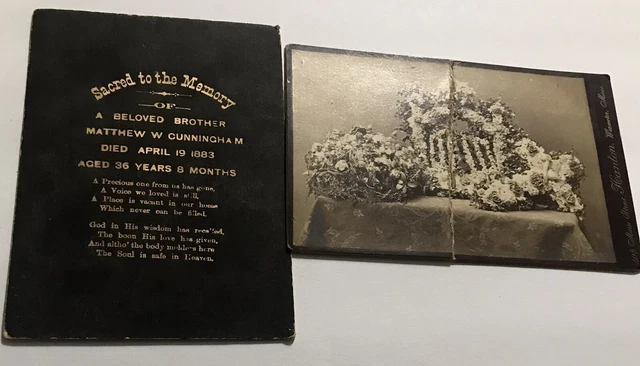 Sacred to the Memory
OF
A BELOVED BROTHER
MATTHEW W CUNNINGHAM
DIED APRIL 19 1883
AGED 36 YEARS 8 MONTHS
A Precious one from us has gone,
A Voice we loved is still,
A Place is vacant in our home
Which never can be filled.
God in His wisdom has recalled,
The boon His love has given,
And altho' the body molders here
The Soul is safe in Heaven.